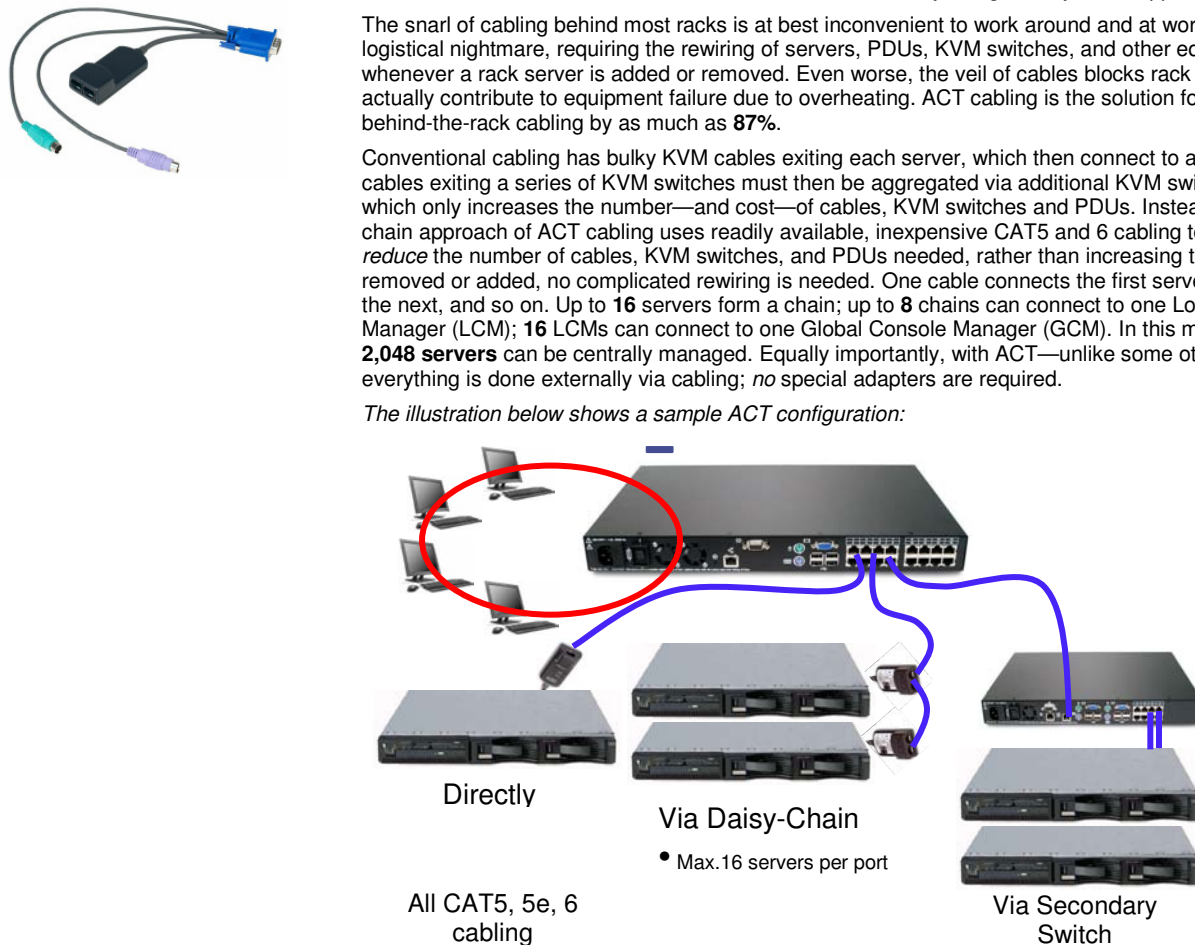 The snarl of cabling behind most racks is at best inconvenient to work around and at wor
logistical nightmare, requiring the rewiring of servers, PDUs, KVM switches, and other ec
whenever a rack server is added or removed. Even worse, the veil of cables blocks rack
actually contribute to equipment failure due to overheating. ACT cabling is the solution fo
behind-the-rack cabling by as much as 87%.
Conventional cabling has bulky KVM cables exiting each server, which then connect to a
cables exiting a series of KVM switches must then be aggregated via additional KVM swi
which only increases the number—and cost—of cables, KVM switches and PDUs. Instea
chain approach of ACT cabling uses readily available, inexpensive CAT5 and 6 cabling t
reduce the number of cables, KVM switches, and PDUs needed, rather than increasing t
removed or added, no complicated rewiring is needed. One cable connects the first serve
the next, and so on. Up to 16 servers form a chain; up to 8 chains can connect to one Lo
Manager (LCM); 16 LCMs can connect to one Global Console Manager (GCM). In this m
2,048 servers can be centrally managed. Equally importantly, with ACT—unlike some ot
everything is done externally via cabling; no special adapters are required.
The illustration below shows a sample ACT configuration:
Directly
Via Daisy-Chain
• Max.16 servers per port
All CAT5, 5e, 6
cabling
Via Secondary
Switch